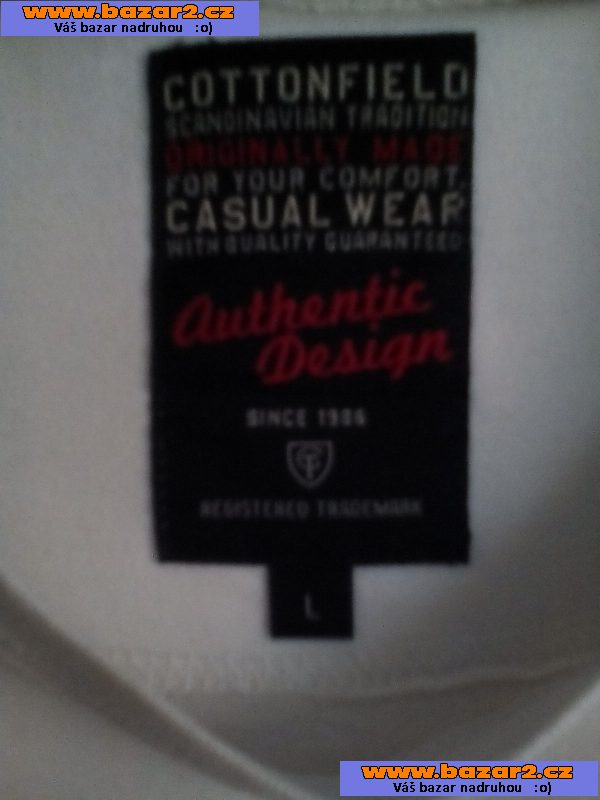 www.bazar2.cz
Váš bazar nadruhou :o)
COTTONFIELD
SCANDINAVIAN TRADITION
ORIGINALLY MADE
FOR YOUR COMFORT.
CASUAL WEAR
WITH QUALITY GUARANTEED
Authentic
Design
SINCE 1986
REGISTERED TRADEMARK
L
www.bazar2.cz
Váš bazar nadruhou :o)